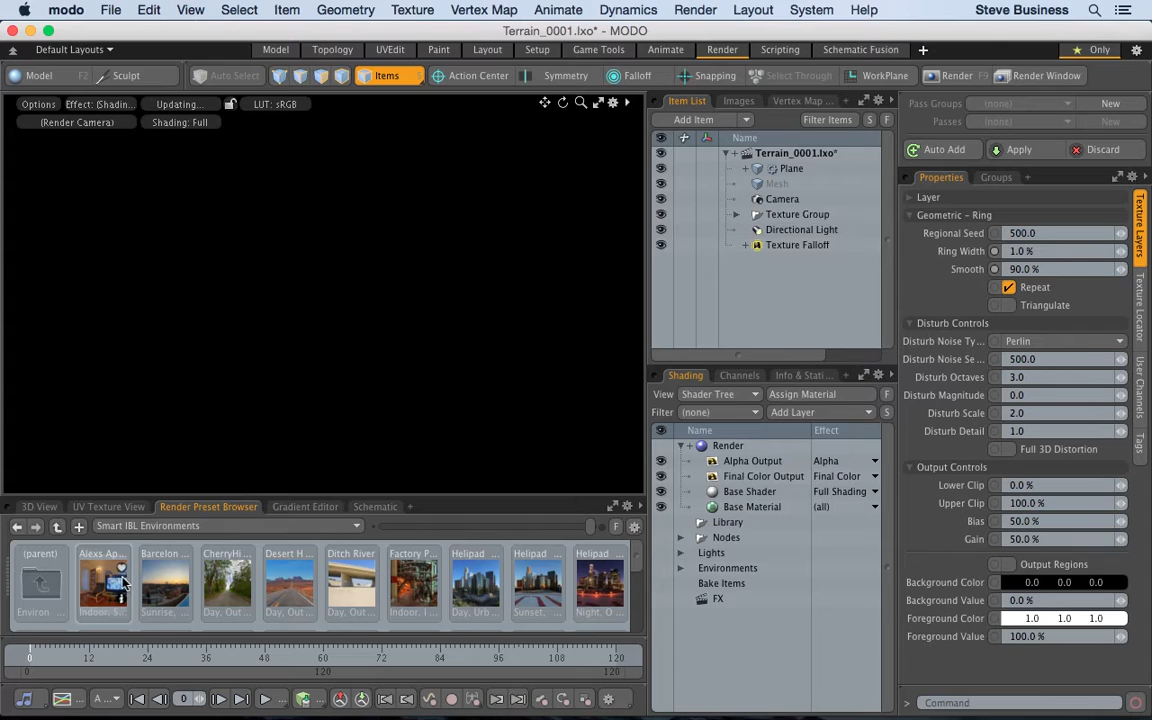 modo File Edit View Select Item Geometry Texture Vertex Map Animate Dynamics Render Layout System Help Steve Business
Terrain_0001.lxo* - MODO
Default Layouts Model Topology UVEdit Paint Layout Setup Game Tools Animate Render Scripting Schematic Fusion Only
Model F2 Sculpt Auto Select Items 5 Action Center Symmetry Falloff Snapping Select Through WorkPlane Render F9 Render Window
Options Effect: (Shadin... Updating... LUT: sRGB
(Render Camera) Shading: Full
Item List Images Vertex Map ...
Add Item Filter Items S F
Name
Terrain_0001.lxo*
Plane
Mesh
Camera
Texture Group
Directional Light
Texture Falloff
Shading Channels Info & Stati...
View Shader Tree Assign Material F
Filter (none) Add Layer S
Name Effect
Render
Alpha Output Alpha
Final Color Output Final Color
Base Shader Full Shading
Base Material (all)
Library
Nodes
Lights
Environments
Bake Items
FX
Pass Groups (none) New
Passes (none) New
Auto Add Apply Discard
Properties Groups
Layer
Geometric - Ring
Regional Seed 500.0
Ring Width 1.0 %
Smooth 90.0 %
Repeat
Triangulate
Disturb Controls
Disturb Noise Ty... Perlin
Disturb Noise Se... 500.0
Disturb Octaves 3.0
Disturb Magnitude 0.0
Disturb Scale 2.0
Disturb Detail 1.0
Full 3D Distortion
Output Controls
Lower Clip 0.0 %
Upper Clip 100.0 %
Bias 50.0 %
Gain 50.0 %
Output Regions
Background Color 0.0 0.0 0.0
Background Value 0.0 %
Foreground Color 1.0 1.0 1.0
Foreground Value 100.0 %
Texture Layers
Texture Locator
User Channels
Tags
Command
3D View UV Texture View Render Preset Browser Gradient Editor Schematic
Smart IBL Environments F
(parent) Alexs Ap... Barcelon ... CherryHi ... Desert H ... Ditch River Factory P... Helipad ... Helipad ... Helipad ...
Environ ... Indoor, S... Sunrise, ... Day, Out ... Day, Out ... Day, Out ... Indoor, I ... Day, Urb ... Sunset, ... Night, O ...
0 12 24 36 48 60 72 84 96 108 120
0 120 120
A ... 0